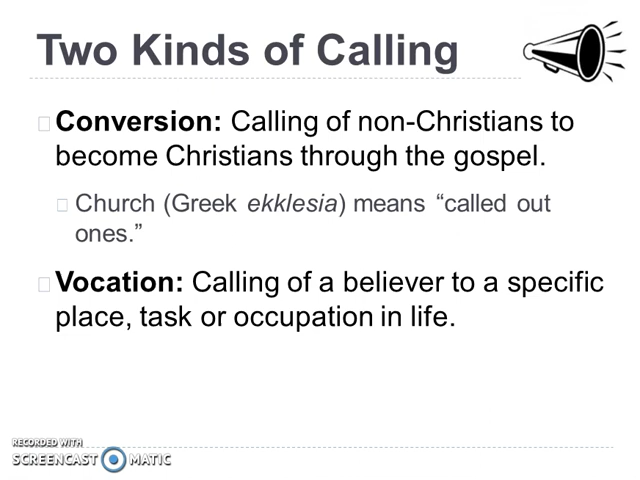 Two Kinds of Calling
Conversion: Calling of non-Christians to
become Christians through the gospel.
Church (Greek ekklesia) means “called out
ones.”
Vocation: Calling of a believer to a specific
place, task or occupation in life.
RECORDED WITH
SCREENCAST MATIC